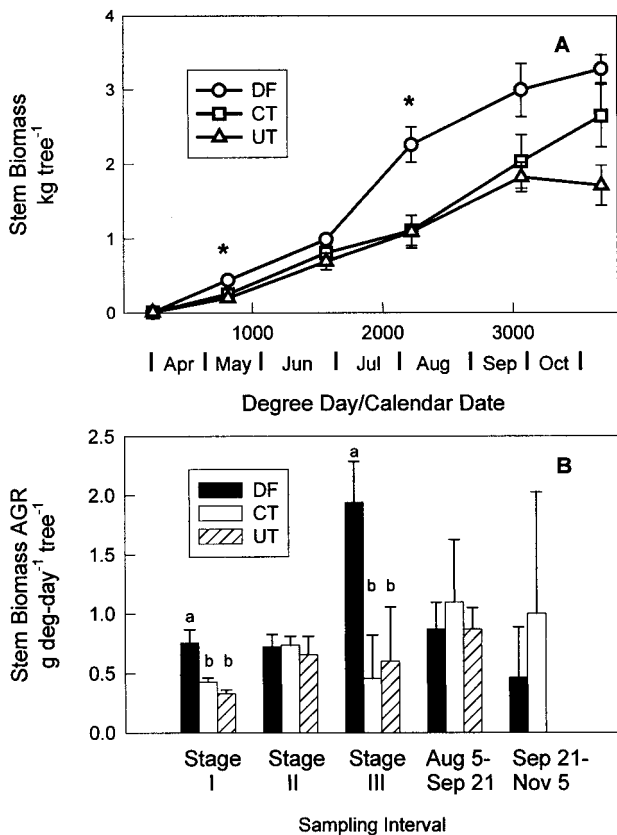 A
Stem Biomass
kg tree⁻¹
4
3
2
1
0
DF
CT
UT
*
*
1000 2000 3000
Apr May Jun Jul Aug Sep Oct
Degree Day/Calendar Date
B
Stem Biomass AGR
g deg-day⁻¹ tree⁻¹
2.5
2.0
1.5
1.0
0.5
0.0
DF
CT
UT
a
b b
a
b b
Stage I
Stage II
Stage III
Aug 5-
Sep 21
Sep 21-
Nov 5
Sampling Interval